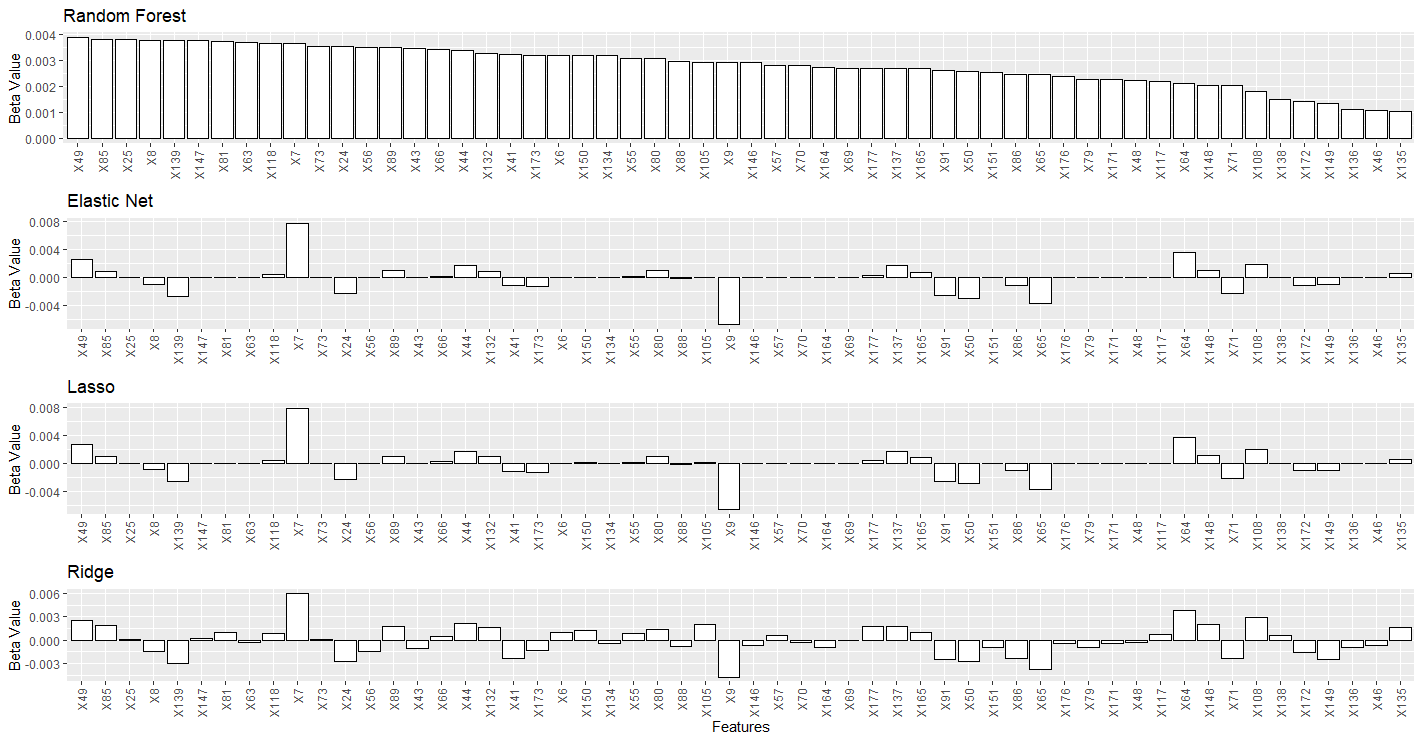 Random Forest
Beta Value
0.004
0.003
0.002
0.001
0.000
X49 X85 X25 X8 X139 X147 X81 X63 X118 X7 X73 X24 X56 X89 X43 X66 X44 X132 X41 X173 X6 X150 X134 X55 X80 X88 X105 X9 X146 X57 X70 X164 X69 X177 X137 X165 X91 X50 X151 X86 X65 X176 X79 X171 X48 X117 X64 X148 X71 X108 X138 X172 X149 X136 X46 X135
Elastic Net
Beta Value
0.008
0.004
0.000
-0.004
X49 X85 X25 X8 X139 X147 X81 X63 X118 X7 X73 X24 X56 X89 X43 X66 X44 X132 X41 X173 X6 X150 X134 X55 X80 X88 X105 X9 X146 X57 X70 X164 X69 X177 X137 X165 X91 X50 X151 X86 X65 X176 X79 X171 X48 X117 X64 X148 X71 X108 X138 X172 X149 X136 X46 X135
Lasso
Beta Value
0.008
0.004
0.000
-0.004
X49 X85 X25 X8 X139 X147 X81 X63 X118 X7 X73 X24 X56 X89 X43 X66 X44 X132 X41 X173 X6 X150 X134 X55 X80 X88 X105 X9 X146 X57 X70 X164 X69 X177 X137 X165 X91 X50 X151 X86 X65 X176 X79 X171 X48 X117 X64 X148 X71 X108 X138 X172 X149 X136 X46 X135
Ridge
Beta Value
0.006
0.003
0.000
-0.003
X49 X85 X25 X8 X139 X147 X81 X63 X118 X7 X73 X24 X56 X89 X43 X66 X44 X132 X41 X173 X6 X150 X134 X55 X80 X88 X105 X9 X146 X57 X70 X164 X69 X177 X137 X165 X91 X50 X151 X86 X65 X176 X79 X171 X48 X117 X64 X148 X71 X108 X138 X172 X149 X136 X46 X135
Features